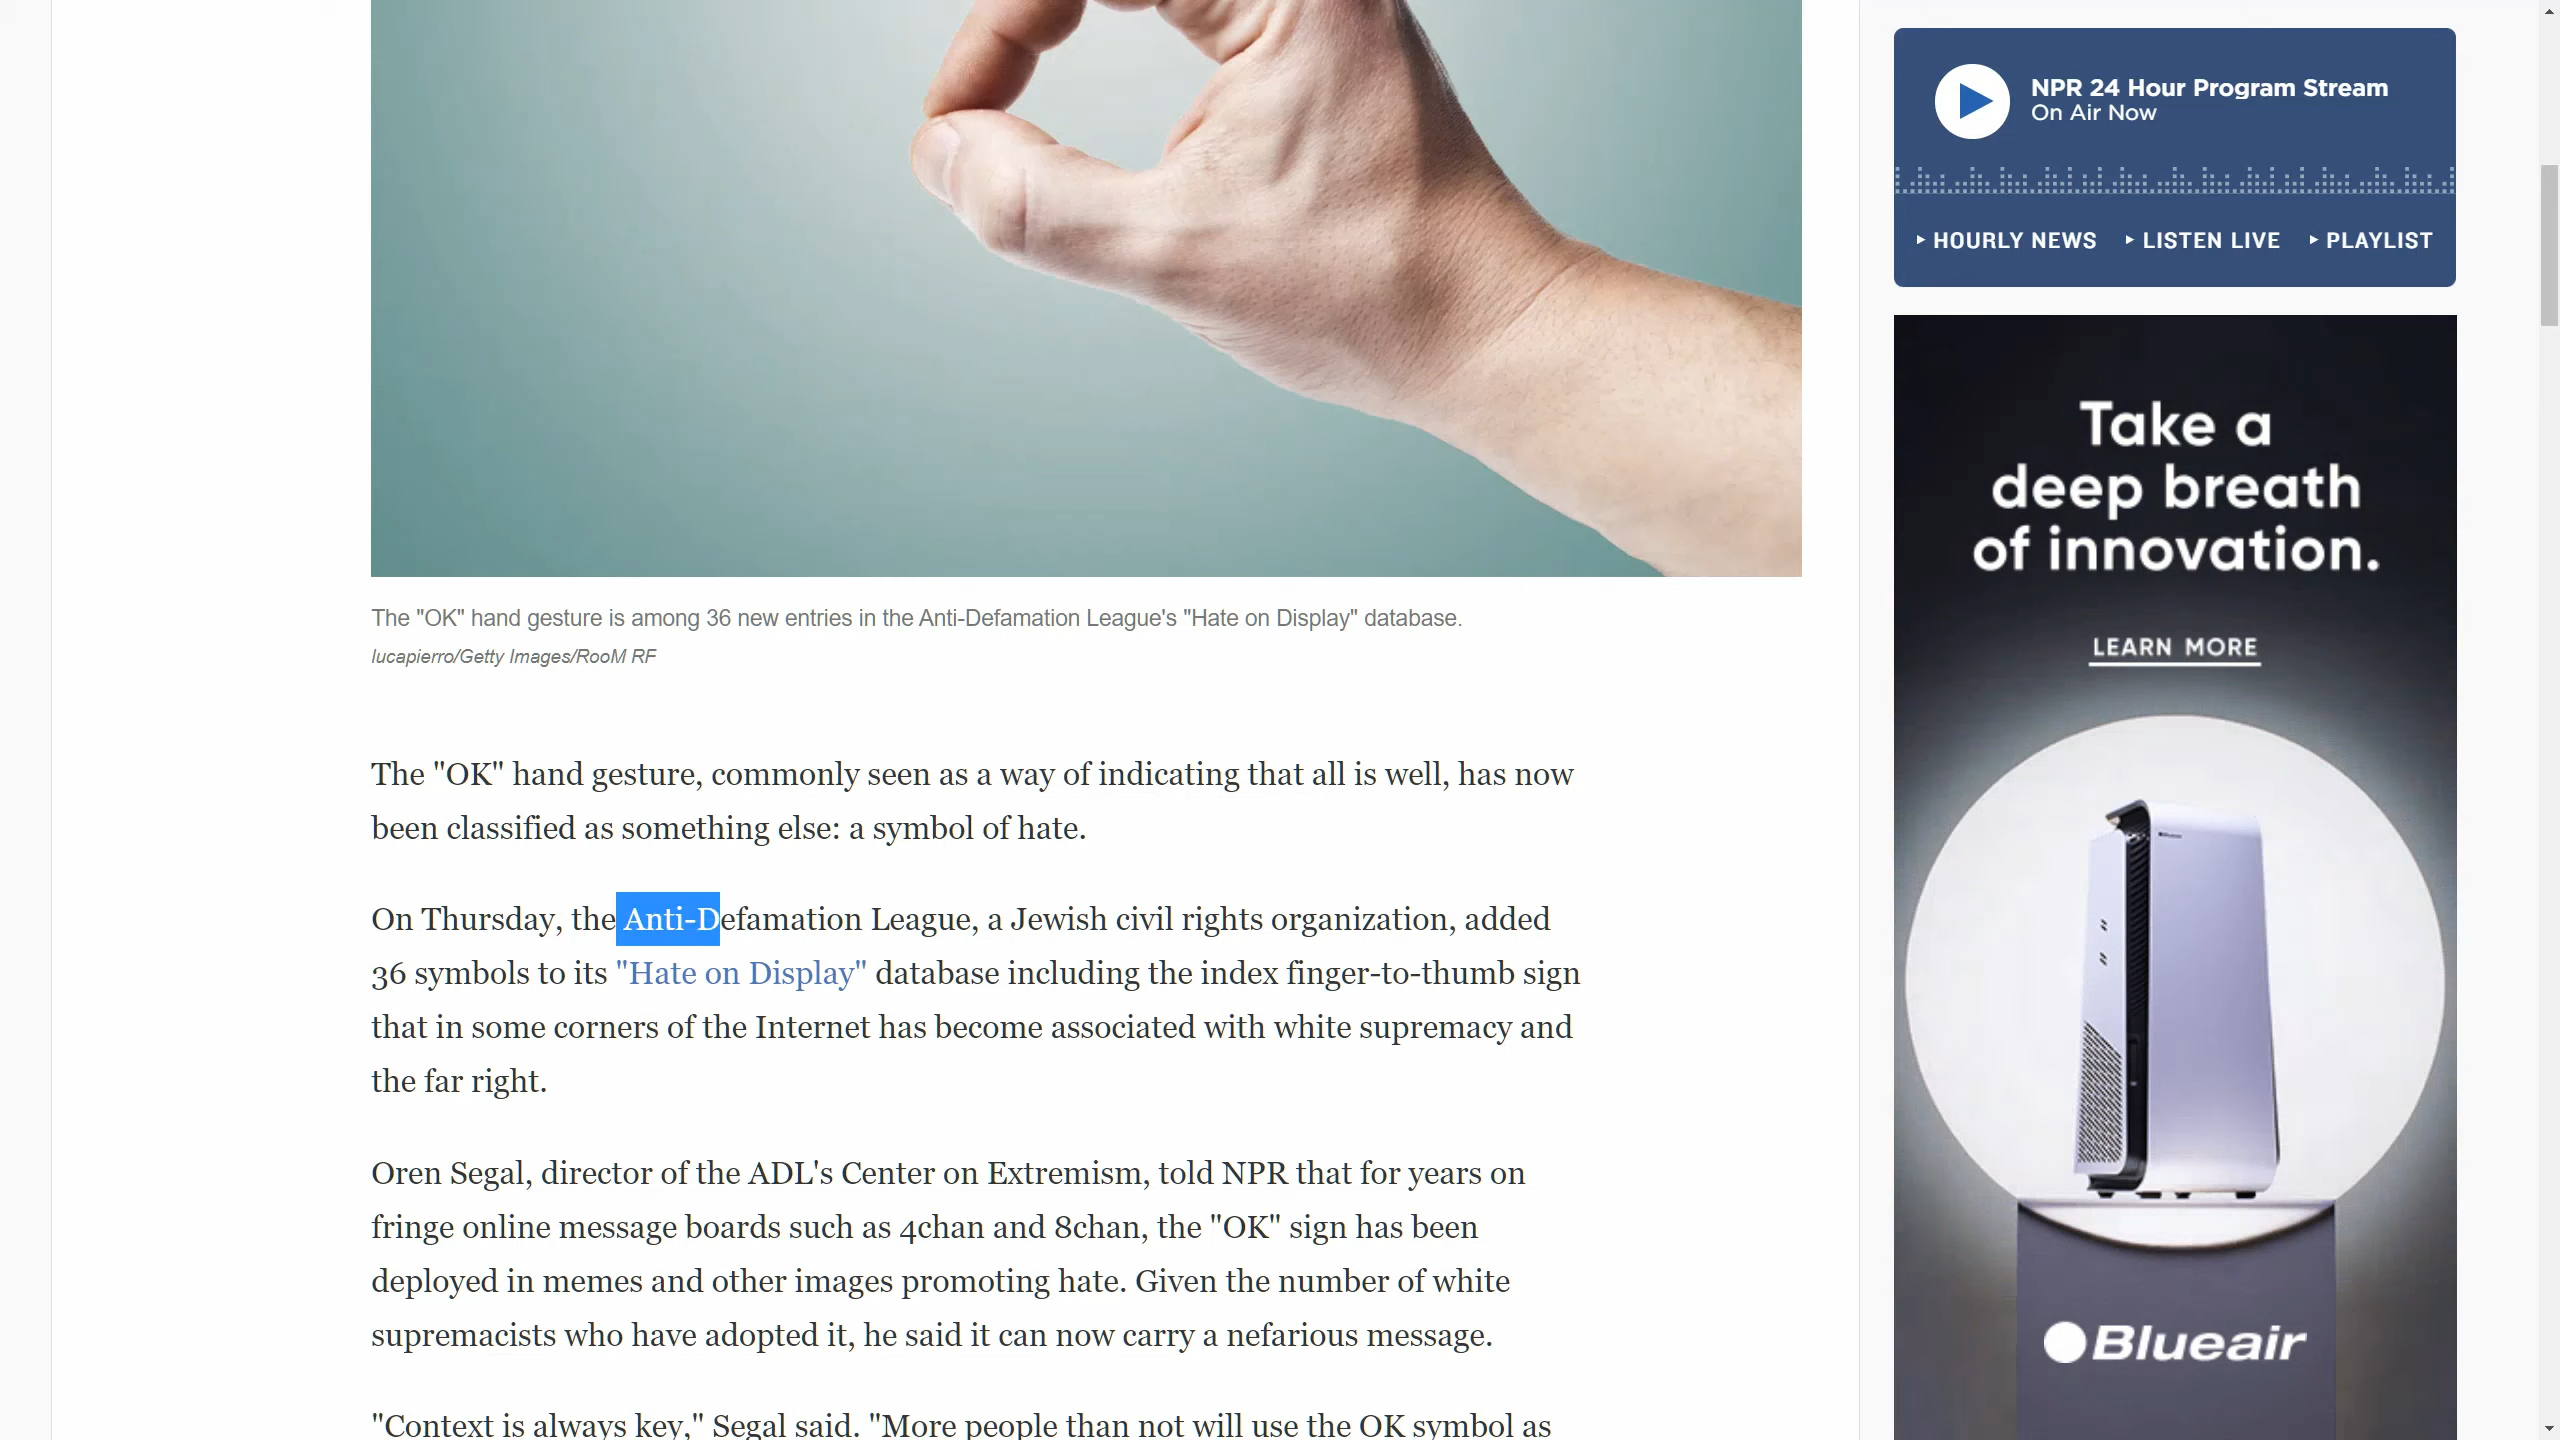 The "OK" hand gesture is among 36 new entries in the Anti-Defamation League's "Hate on Display" database.
lucapierro/Getty Images/RooM RF
The "OK" hand gesture, commonly seen as a way of indicating that all is well, has now
been classified as something else: a symbol of hate.
On Thursday, the Anti-Defamation League, a Jewish civil rights organization, added
36 symbols to its "Hate on Display" database including the index finger-to-thumb sign
that in some corners of the Internet has become associated with white supremacy and
the far right.
Oren Segal, director of the ADL's Center on Extremism, told NPR that for years on
fringe online message boards such as 4chan and 8chan, the "OK" sign has been
deployed in memes and other images promoting hate. Given the number of white
supremacists who have adopted it, he said it can now carry a nefarious message.
"Context is always key," Segal said. "More people than not will use the OK symbol as
NPR 24 Hour Program Stream
On Air Now
HOURLY NEWS LISTEN LIVE PLAYLIST
Take a
deep breath
of innovation.
LEARN MORE
Blueair